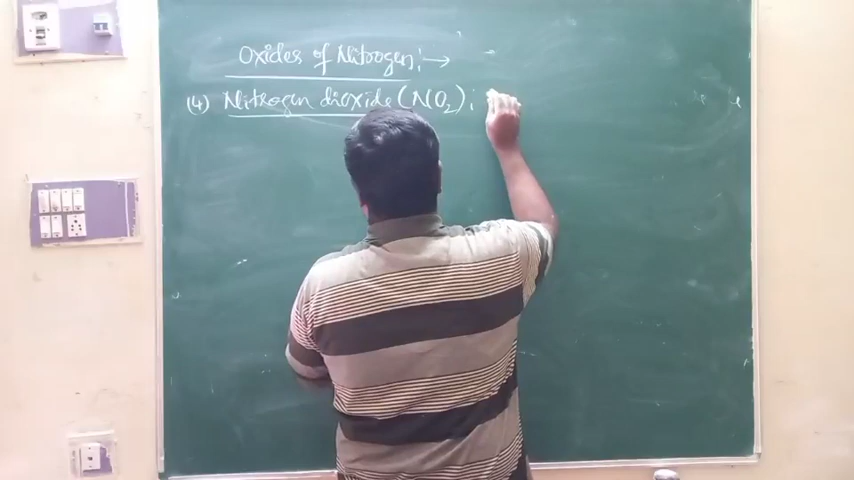 Oxides of Nitrogen:→
(4) Nitrogen dioxide (NO₂);